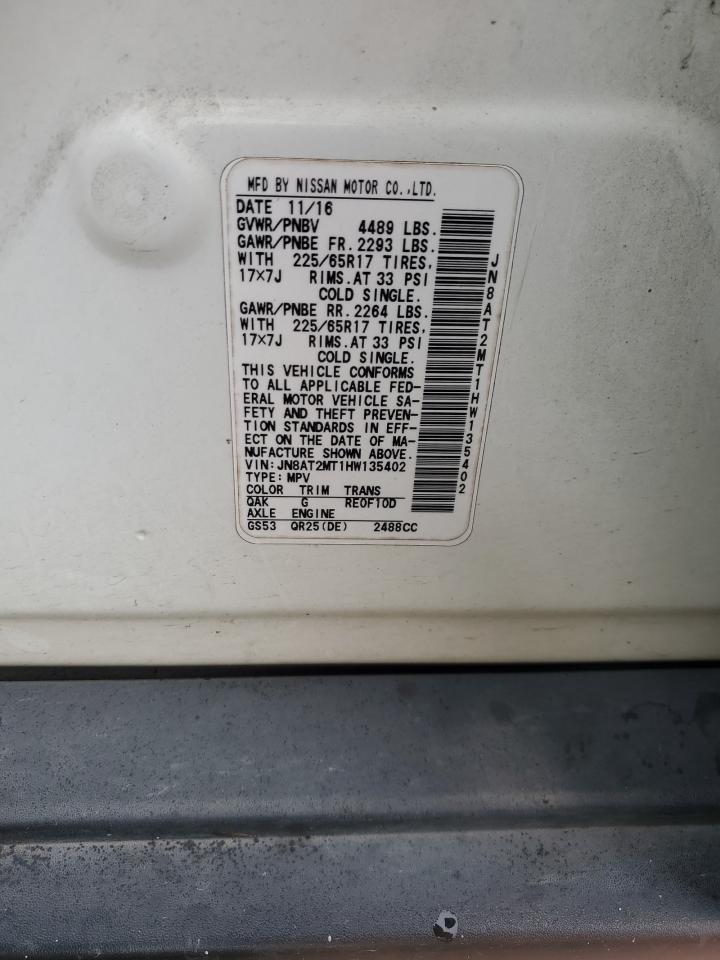 MFD BY NISSAN MOTOR CO.,LTD.
DATE 11/16
GVWR/PNBV 4489 LBS.
GAWR/PNBE FR. 2293 LBS.
WITH 225/65R17 TIRES,
17×7J RIMS.AT 33 PSI
COLD SINGLE.
GAWR/PNBE RR. 2264 LBS.
WITH 225/65R17 TIRES,
17×7J RIMS.AT 33 PSI
COLD SINGLE.
THIS VEHICLE CONFORMS
TO ALL APPLICABLE FED-
ERAL MOTOR VEHICLE SA-
FETY AND THEFT PREVEN-
TION STANDARDS IN EFF-
ECT ON THE DATE OF MA-
NUFACTURE SHOWN ABOVE.
VIN:JN8AT2MT1HW135402
TYPE:MPV
COLOR TRIM TRANS
QAK G RE0F10D
AXLE ENGINE
GS53 QR25(DE) 2488CC
JN8AT2MT1HW135402